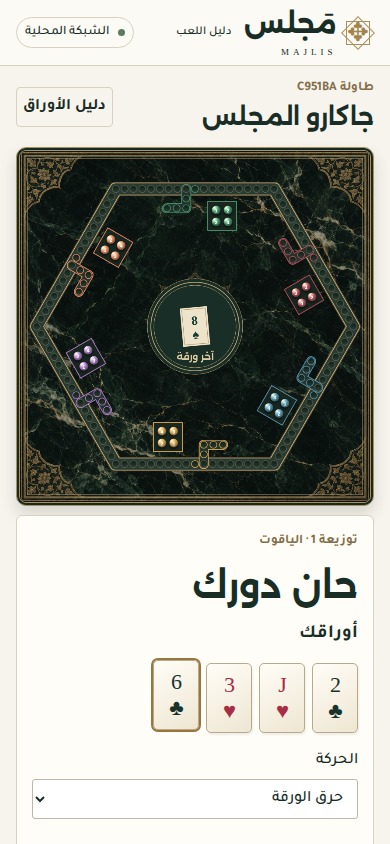 مَجلس
MAJLIS
دليل اللعب
الشبكة المحلية
طاولة C951BA
جاكارو المجلس
دليل الأوراق
8
♠
آخر ورقة
توزيعة 1 · الياقوت
حان دورك
أوراقك
2
♣
J
♥
3
♥
6
♣
الحركة
حرق الورقة